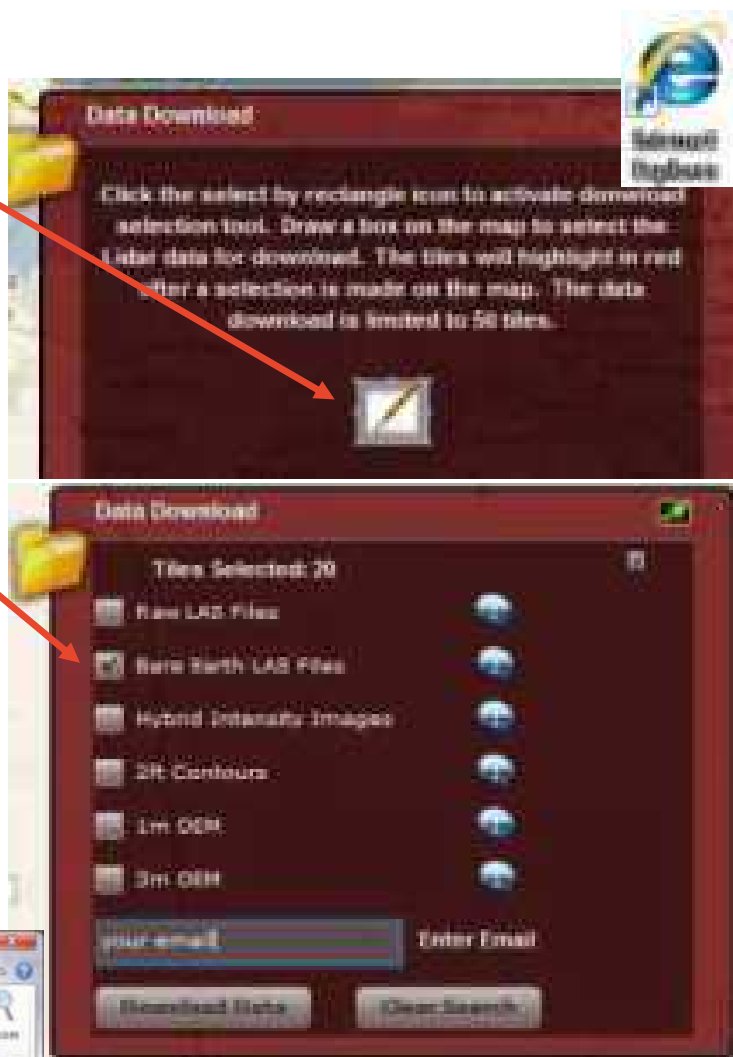 Internet
Explorer
Data Download
Click the select by rectangle icon to activate download
selection tool. Draw a box on the map to select the
Lidar data for download. The tiles will highlight in red
after a selection is made on the map. The data
download is limited to 50 tiles.
Data Download
Tiles Selected: 20
Raw LAS Files
Bare Earth LAS Files
Hybrid Intensity Images
2ft Contours
1m DEM
3m DEM
your email Enter Email
Download Data Clear Search